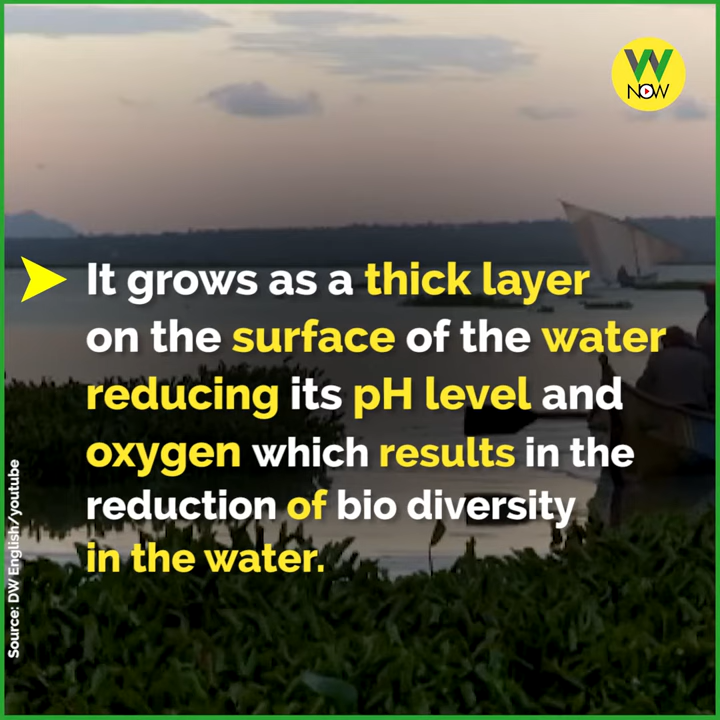 W
NOW
It grows as a thick layer
on the surface of the water
reducing its pH level and
oxygen which results in the
reduction of bio diversity
in the water.
Source: DW English/youtube